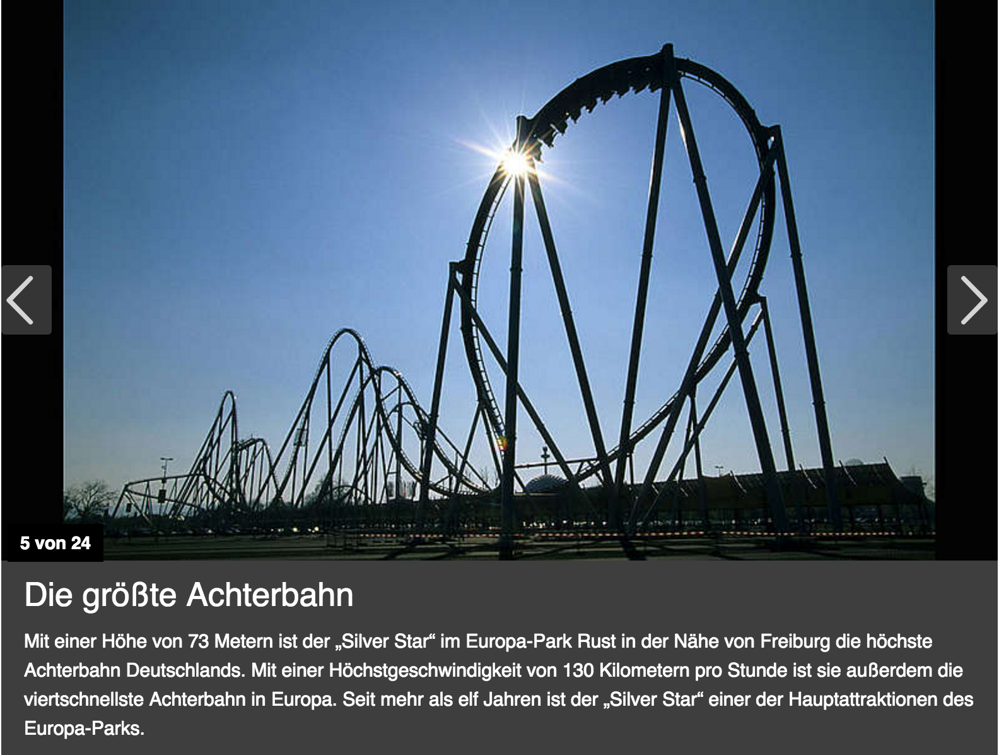 5 von 24
Die größte Achterbahn
Mit einer Höhe von 73 Metern ist der „Silver Star“ im Europa-Park Rust in der Nähe von Freiburg die höchste
Achterbahn Deutschlands. Mit einer Höchstgeschwindigkeit von 130 Kilometern pro Stunde ist sie außerdem die
viertschnellste Achterbahn in Europa. Seit mehr als elf Jahren ist der „Silver Star“ einer der Hauptattraktionen des
Europa-Parks.